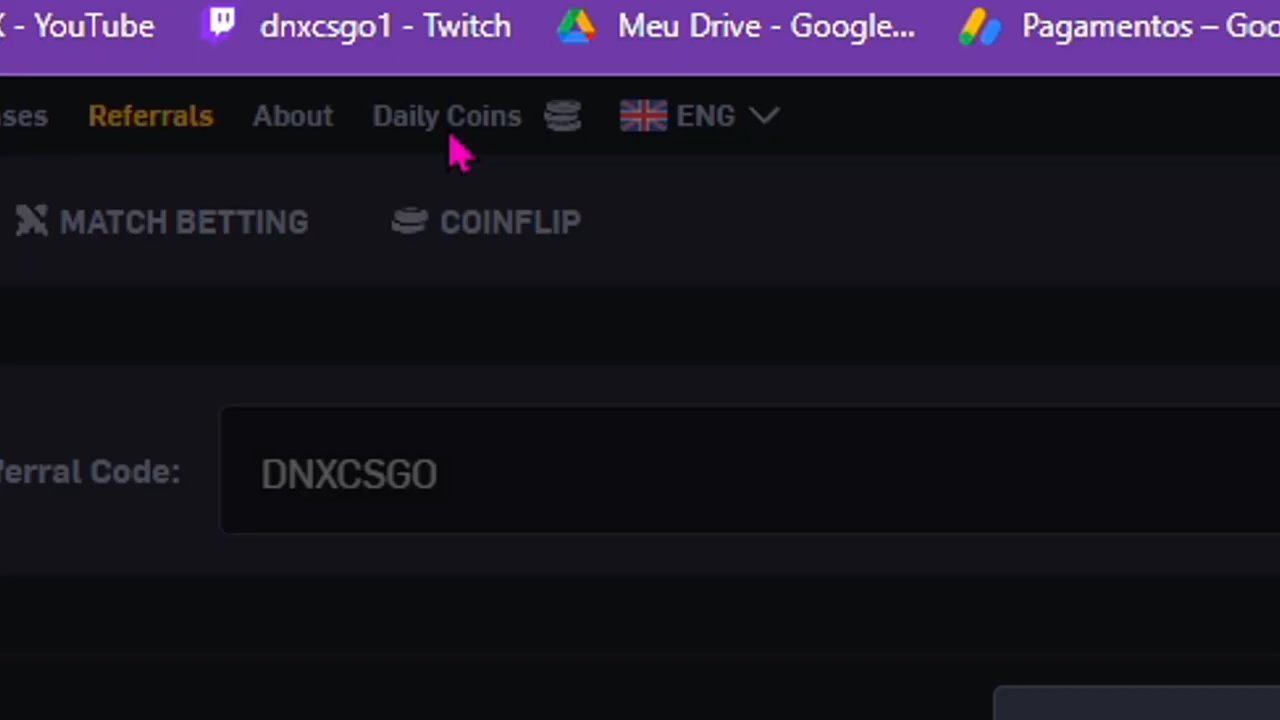 X - YouTube dnxcsgo1 - Twitch Meu Drive - Google... Pagamentos – Goo
ses Referrals About Daily Coins ENG
MATCH BETTING COINFLIP
ferral Code: DNXCSGO